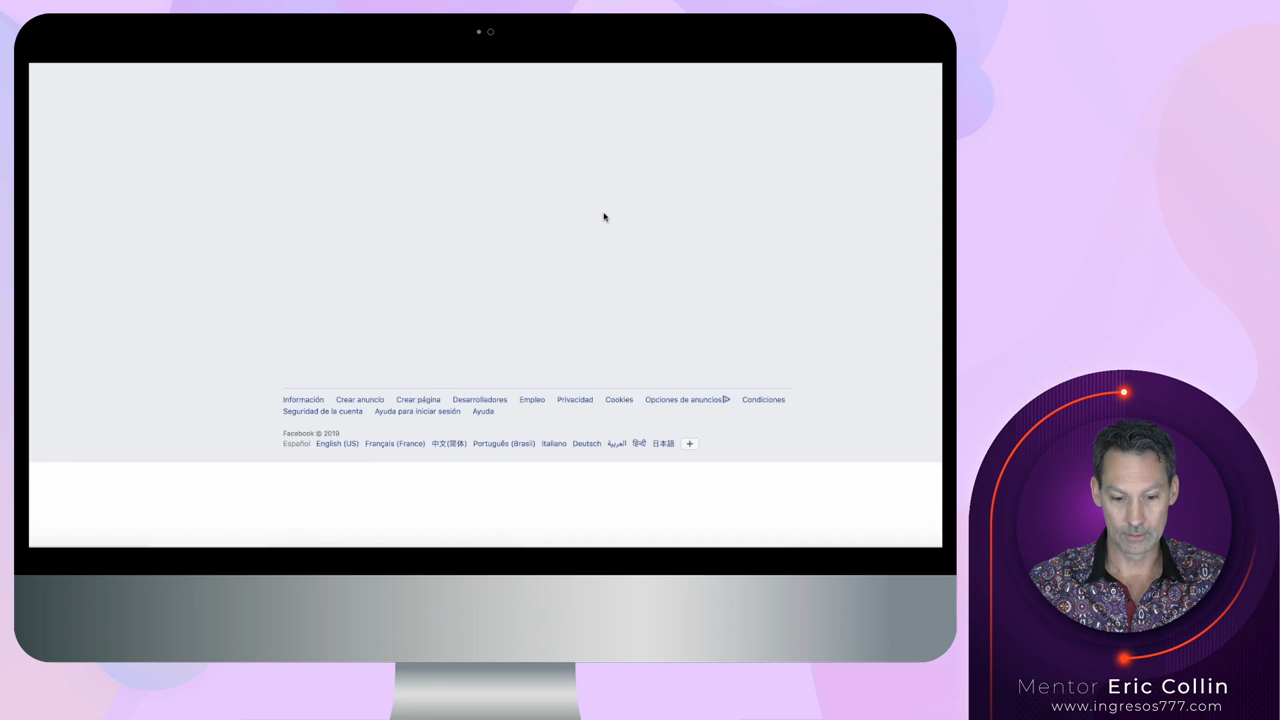 Información Crear anuncio Crear página Desarrolladores Empleo Privacidad Cookies Opciones de anuncios Condiciones
Seguridad de la cuenta Ayuda para iniciar sesión Ayuda
Facebook © 2019
Español English (US) Français (France) 中文(简体) Português (Brasil) Italiano Deutsch العربية हिन्दी 日本語 +
Mentor Eric Collin
www.ingresos777.com